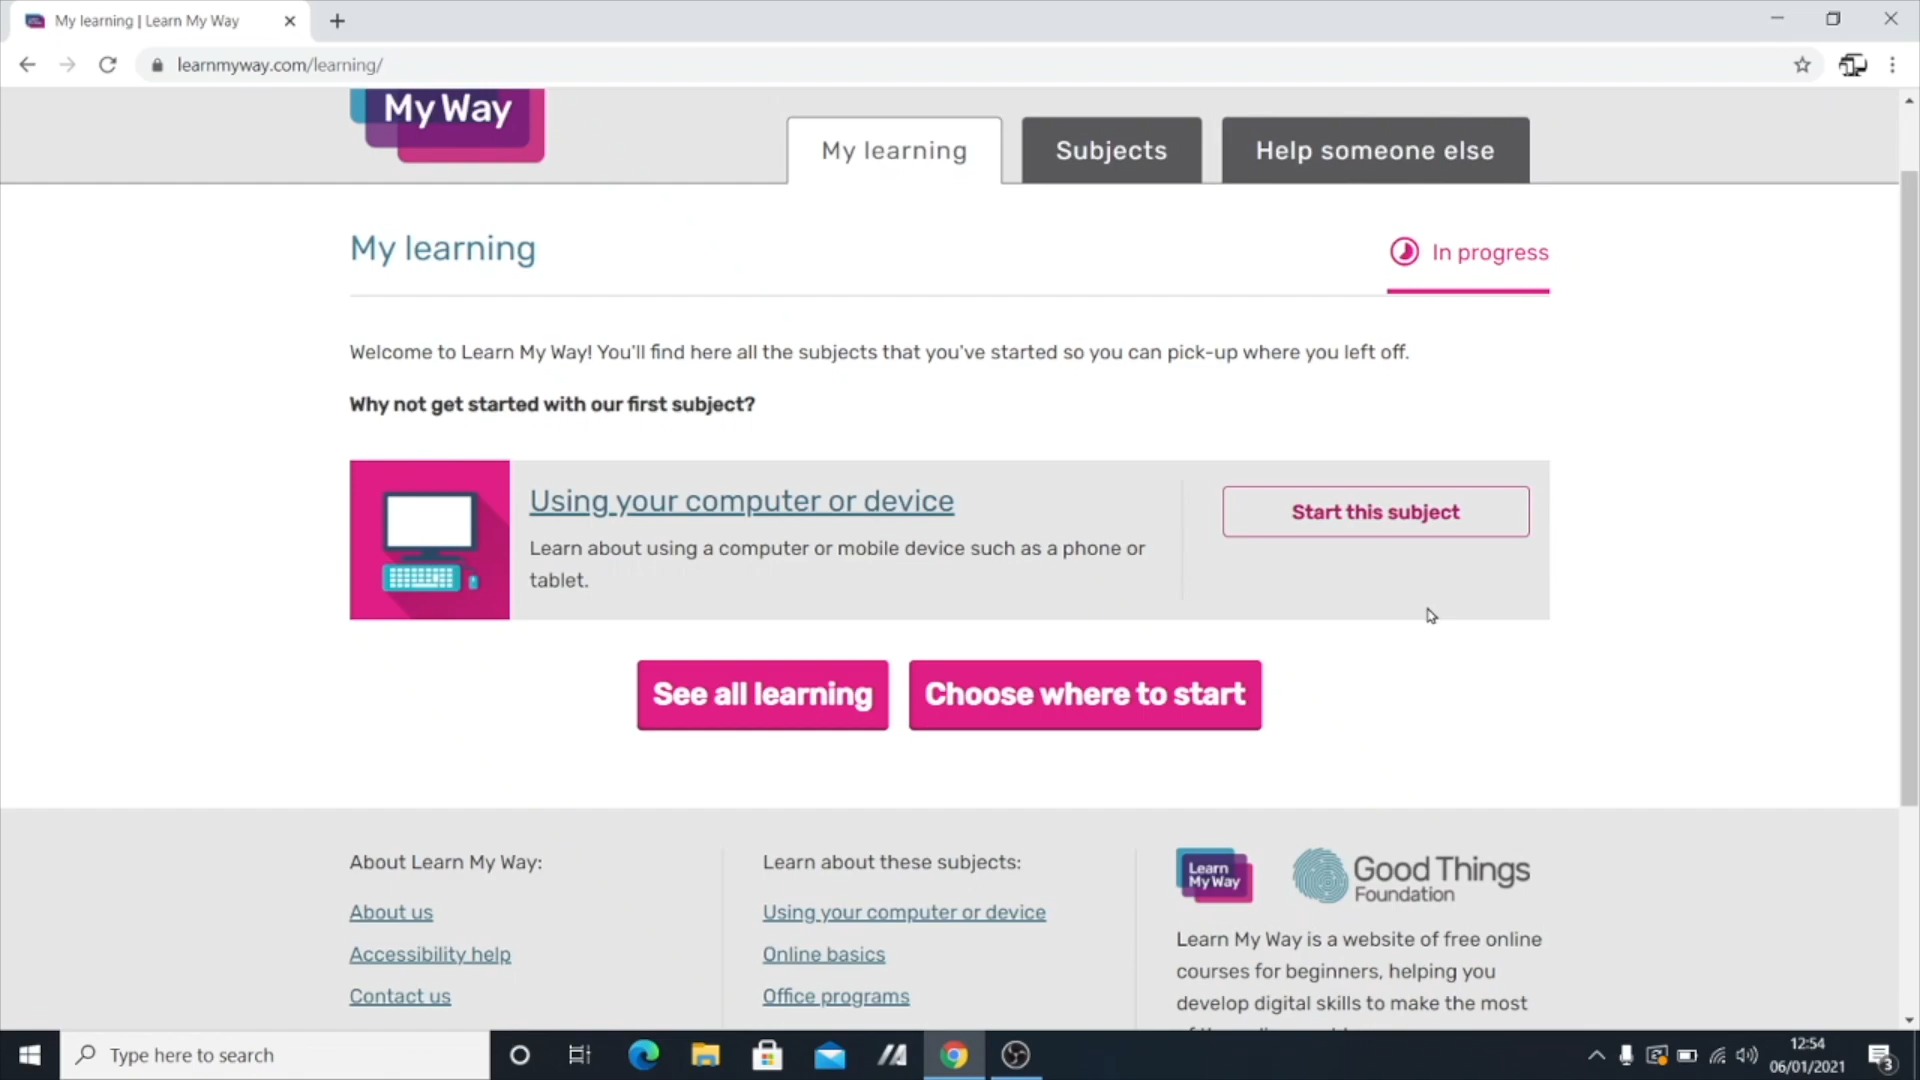 My learning | Learn My Way
learnmyway.com/learning/
My Way
My learning
Subjects
Help someone else
My learning
In progress
Welcome to Learn My Way! You'll find here all the subjects that you've started so you can pick-up where you left off.
Why not get started with our first subject?
Using your computer or device
Start this subject
Learn about using a computer or mobile device such as a phone or
tablet.
See all learning
Choose where to start
About Learn My Way:
About us
Accessibility help
Contact us
Learn about these subjects:
Using your computer or device
Online basics
Office programs
Learn
My Way
Good Things
Foundation
Learn My Way is a website of free online
courses for beginners, helping you
develop digital skills to make the most
Type here to search
12:54
06/01/2021
3